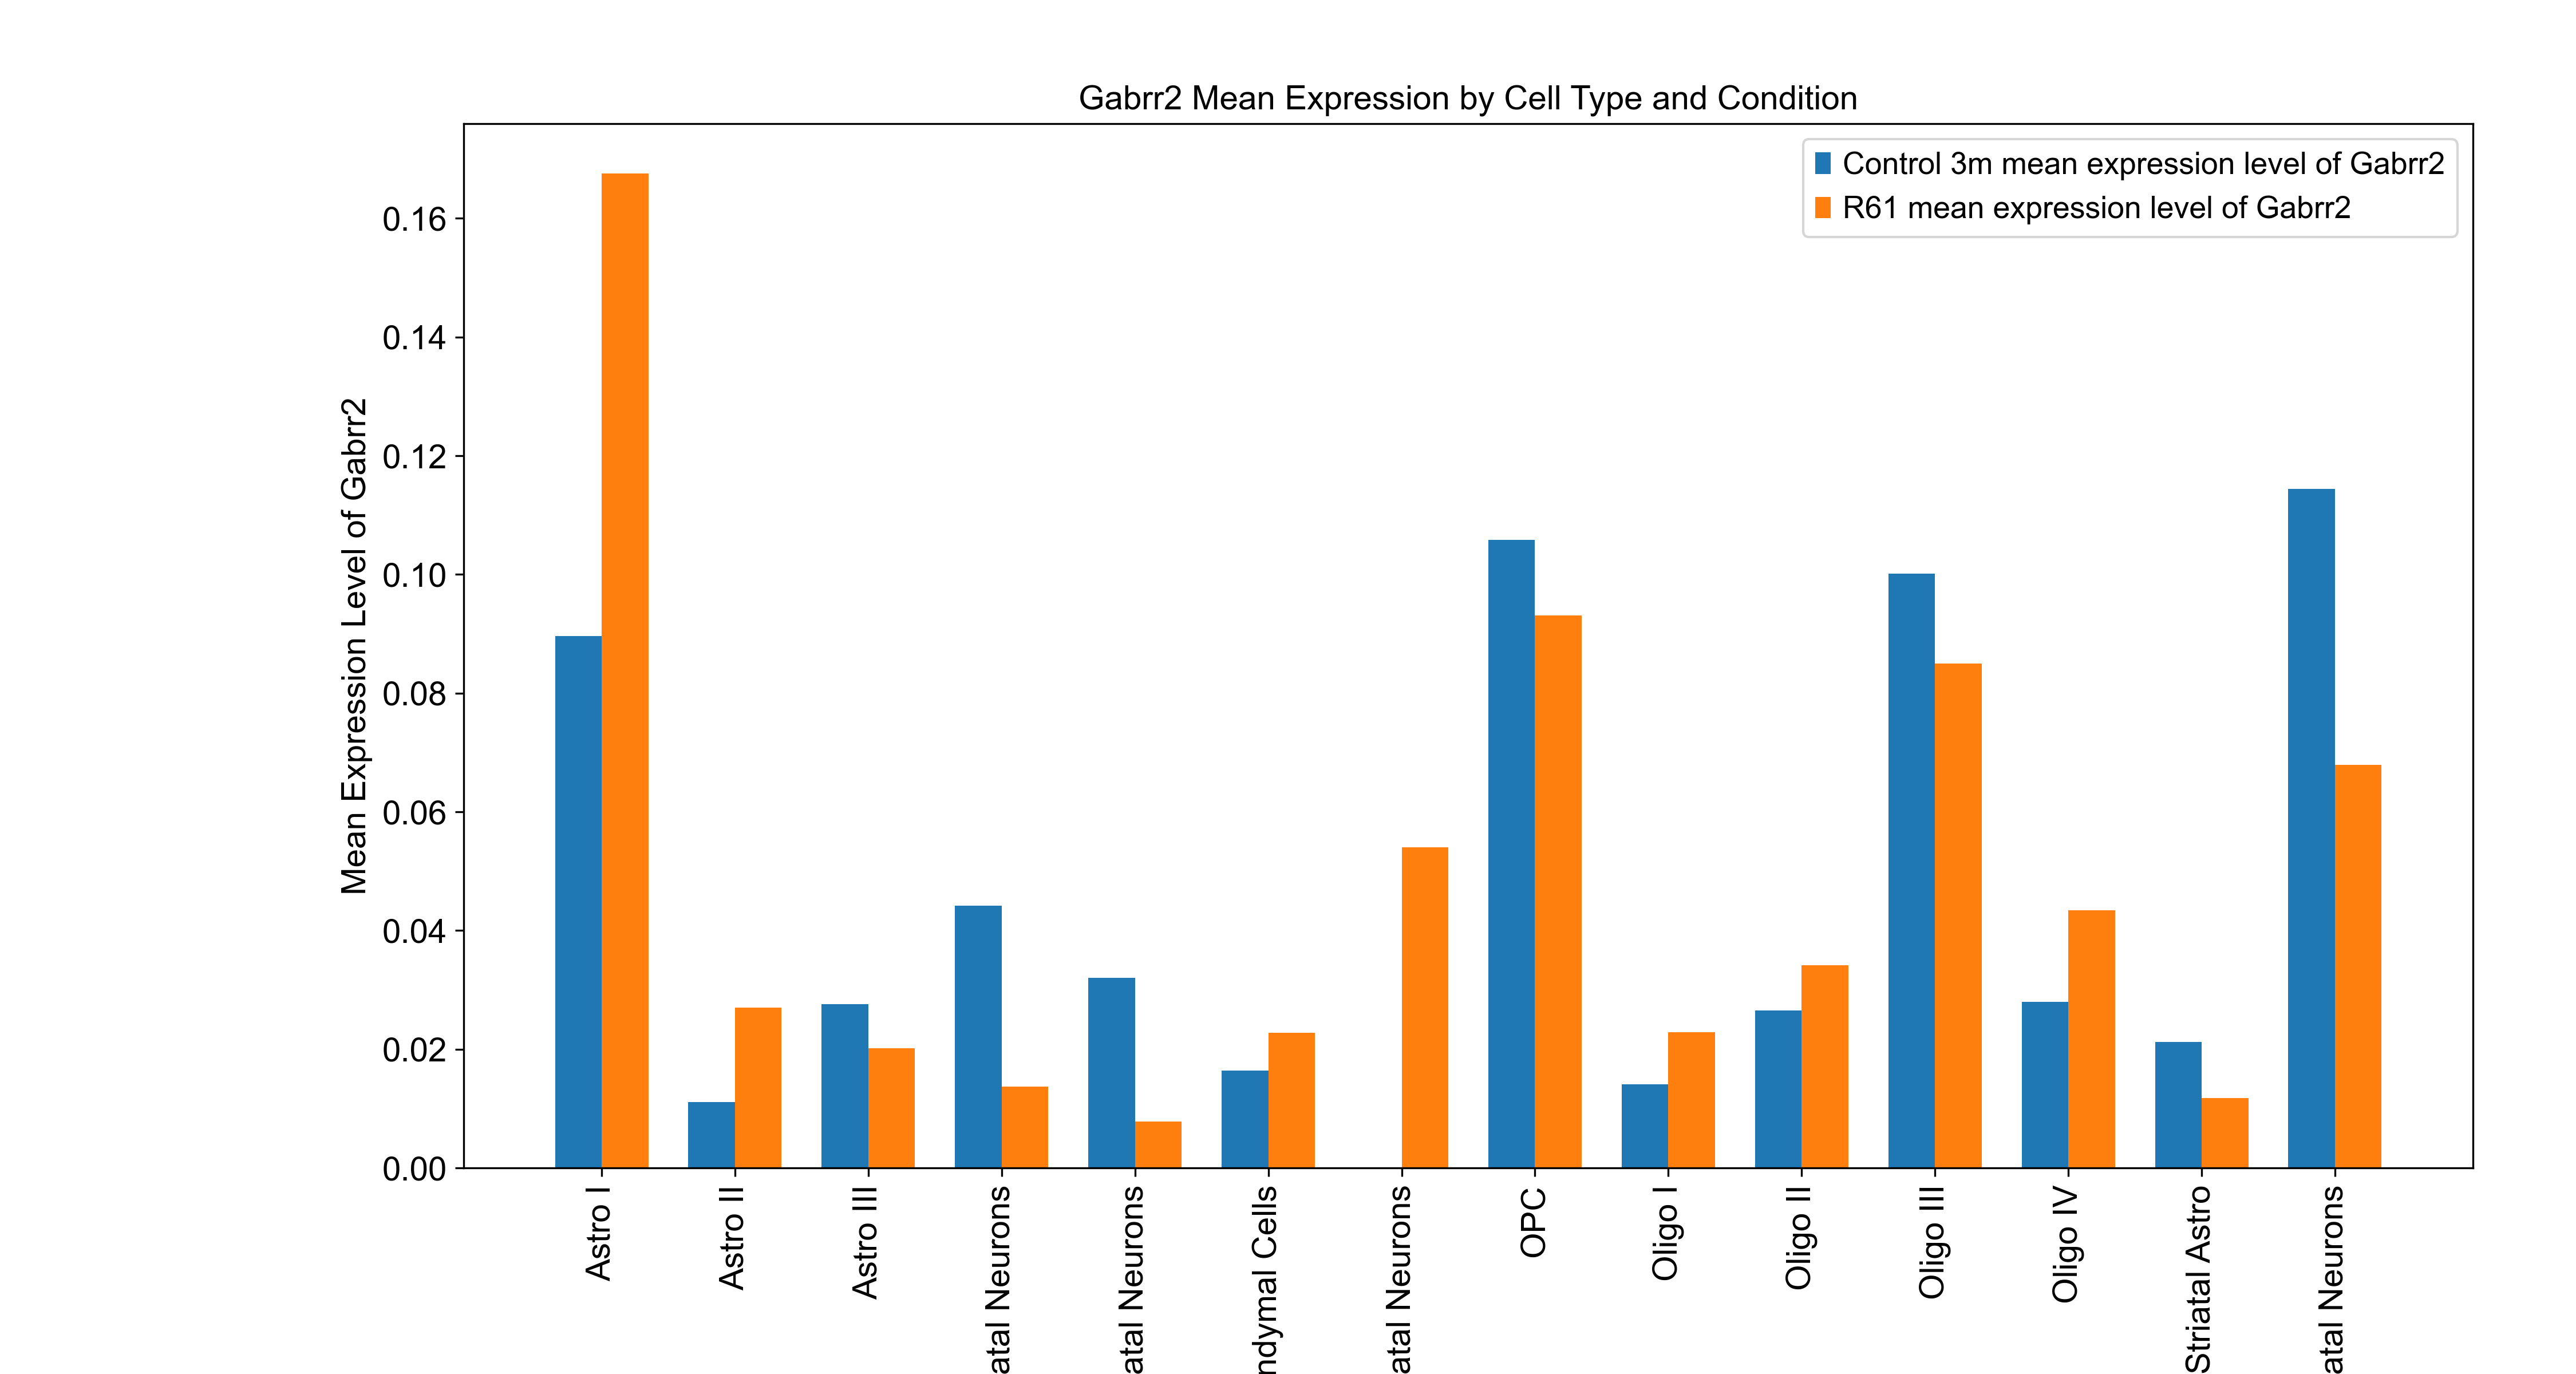 Gabrr2 Mean Expression by Cell Type and Condition
Control 3m mean expression level of Gabrr2
R61 mean expression level of Gabrr2
Mean Expression Level of Gabrr2
0.16
0.14
0.12
0.10
0.08
0.06
0.04
0.02
0.00
Astro I
Astro II
Astro III
atal Neurons
atal Neurons
ndymal Cells
atal Neurons
OPC
Oligo I
Oligo II
Oligo III
Oligo IV
Striatal Astro
atal Neurons